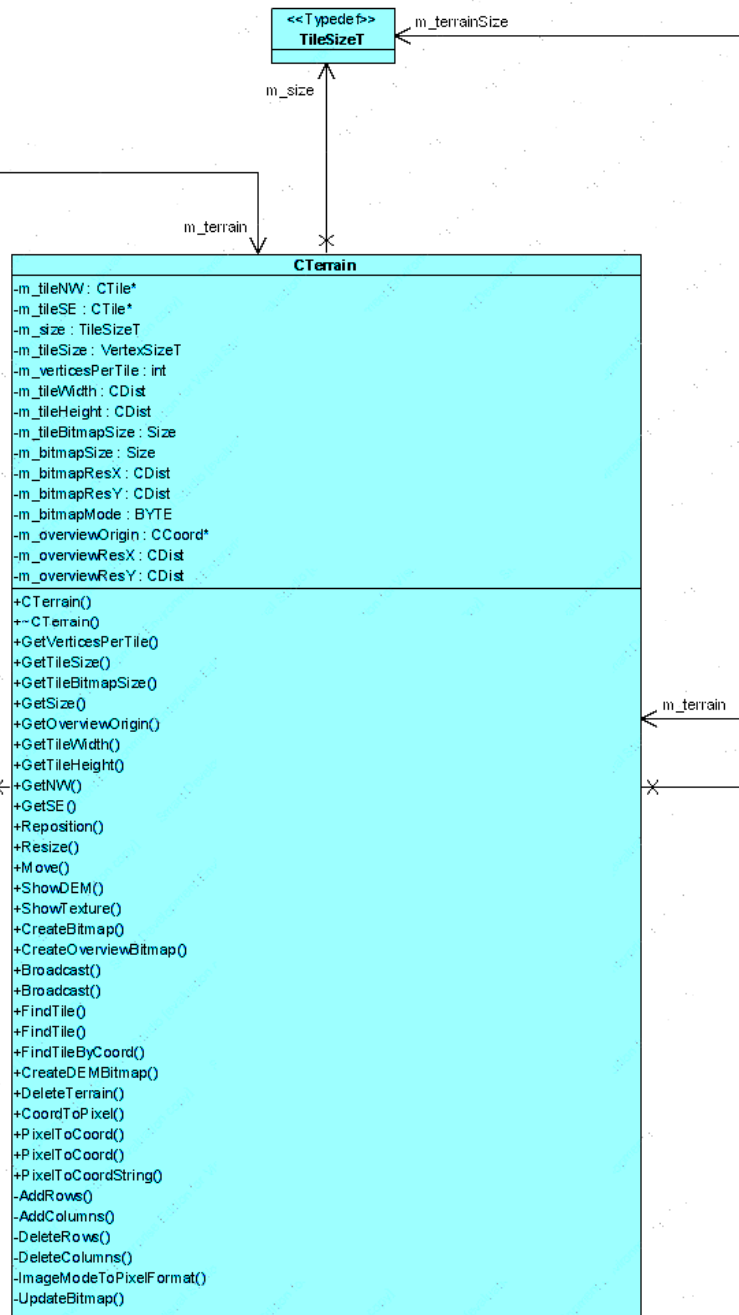 <<Typedef>>
TileSizeT
m_terrainSize
m_size
m_terrain
CTerrain
-m_tileNW : CTile*
-m_tileSE : CTile*
-m_size : TileSizeT
-m_tileSize : VertexSizeT
-m_verticesPerTile : int
-m_tileWidth : CDist
-m_tileHeight : CDist
-m_tileBitmapSize : Size
-m_bitmapSize : Size
-m_bitmapResX : CDist
-m_bitmapResY : CDist
-m_bitmapMode : BYTE
-m_overviewOrigin : CCoord*
-m_overviewResX : CDist
-m_overviewResY : CDist
+CTerrain()
+~CTerrain()
+GetVerticesPerTile()
+GetTileSize()
+GetTileBitmapSize()
+GetSize()
+GetOverviewOrigin()
+GetTileWidth()
+GetTileHeight()
+GetNW()
+GetSE()
+Reposition()
+Resize()
+Move()
+ShowDEM()
+ShowTexture()
+CreateBitmap()
+CreateOverviewBitmap()
+Broadcast()
+Broadcast()
+FindTile()
+FindTile()
+FindTileByCoord()
+CreateDEMBitmap()
+DeleteTerrain()
+CoordToPixel()
+PixelToCoord()
+PixelToCoord()
+PixelToCoordString()
-AddRows()
-AddColumns()
-DeleteRows()
-DeleteColumns()
-ImageModeToPixelFormat()
-UpdateBitmap()
m_terrain